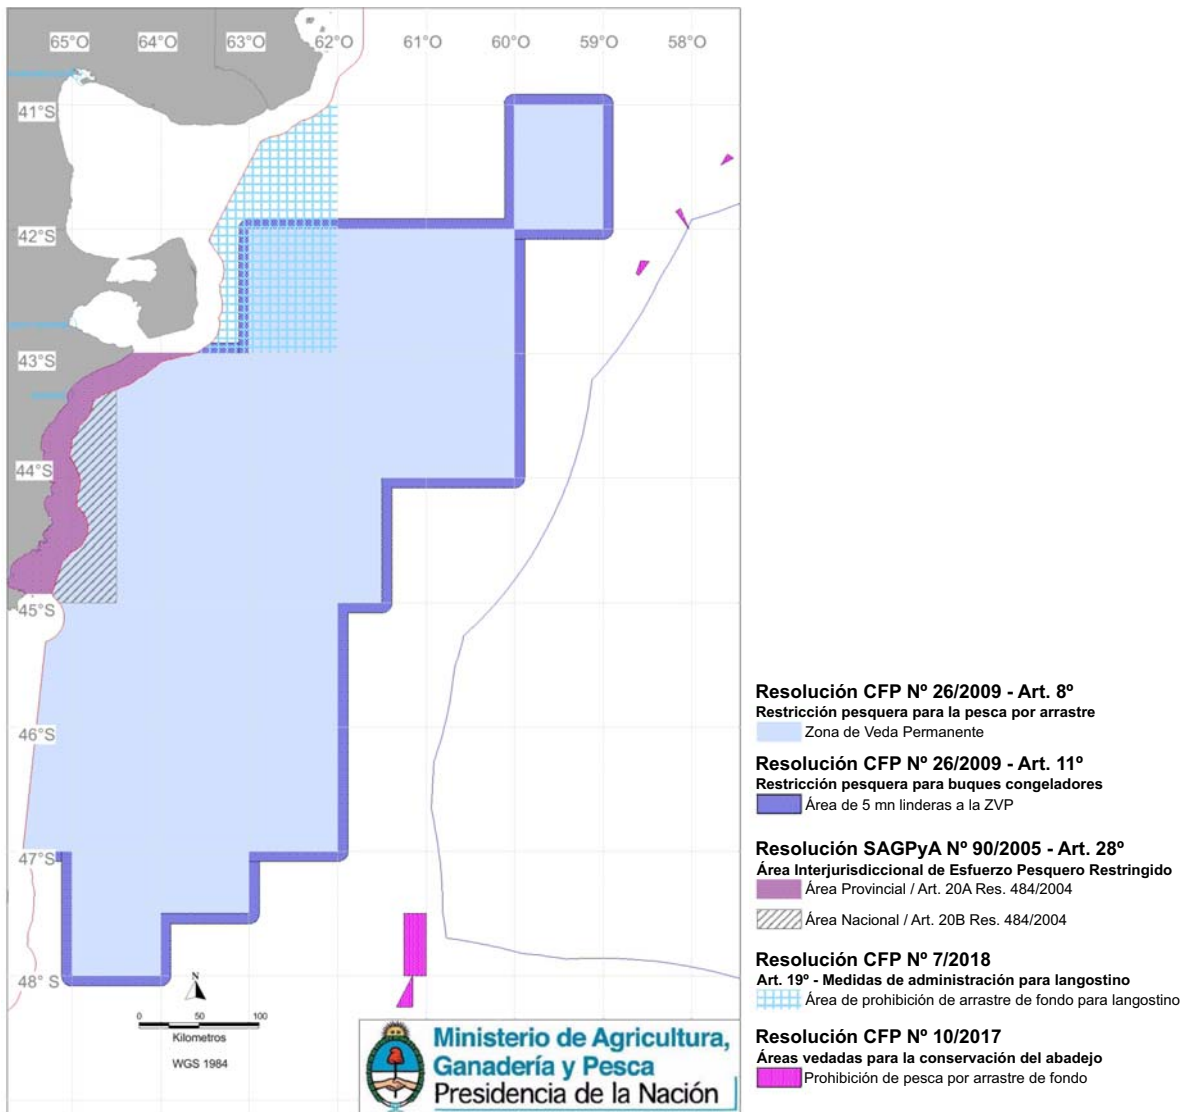 65°O 64°O 63°O 62°O 61°O 60°O 59°O 58°O
41°S
42°S
43°S
44°S
45°S
46°S
47°S
48° S
N
0 50 100
Kilometros
WGS 1984
Ministerio de Agricultura,
Ganadería y Pesca
Presidencia de la Nación
Resolución CFP Nº 26/2009 - Art. 8º
Restricción pesquera para la pesca por arrastre
Zona de Veda Permanente
Resolución CFP Nº 26/2009 - Art. 11º
Restricción pesquera para buques congeladores
Área de 5 mn linderas a la ZVP
Resolución SAGPyA Nº 90/2005 - Art. 28º
Área Interjurisdiccional de Esfuerzo Pesquero Restringido
Área Provincial / Art. 20A Res. 484/2004
Área Nacional / Art. 20B Res. 484/2004
Resolución CFP Nº 7/2018
Art. 19º - Medidas de administración para langostino
Área de prohibición de arrastre de fondo para langostino
Resolución CFP Nº 10/2017
Áreas vedadas para la conservación del abadejo
Prohibición de pesca por arrastre de fondo